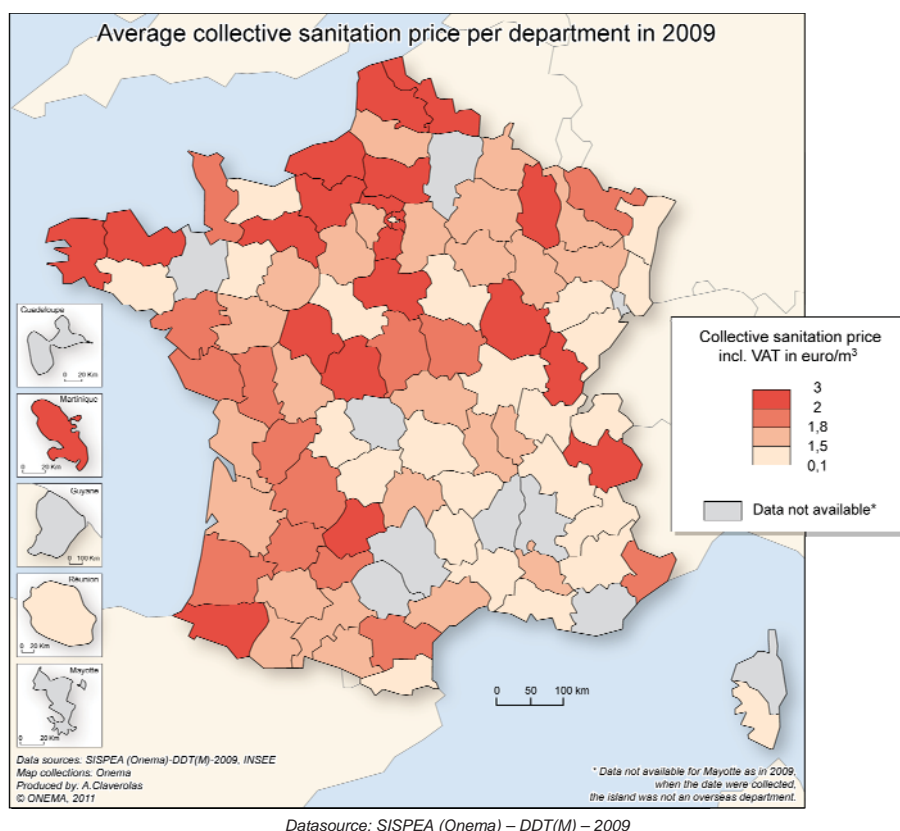 Average collective sanitation price per department in 2009
Guadeloupe
0 20 Km
Martinique
0 20 Km
Guyane
0 100 Km
Réunion
0 20 Km
Mayotte
0 20 Km
Collective sanitation price
incl. VAT in euro/m³
3
2
1,8
1,5
0,1
Data not available*
0 50 100 km
Data sources: SISPEA (Onema)-DDT(M)-2009, INSEE
Map collections: Onema
Produced by: A.Claverolas
© ONEMA, 2011
* Data not available for Mayotte as in 2009,
when the date were collected,
the island was not an overseas department.
Datasource: SISPEA (Onema) – DDT(M) – 2009